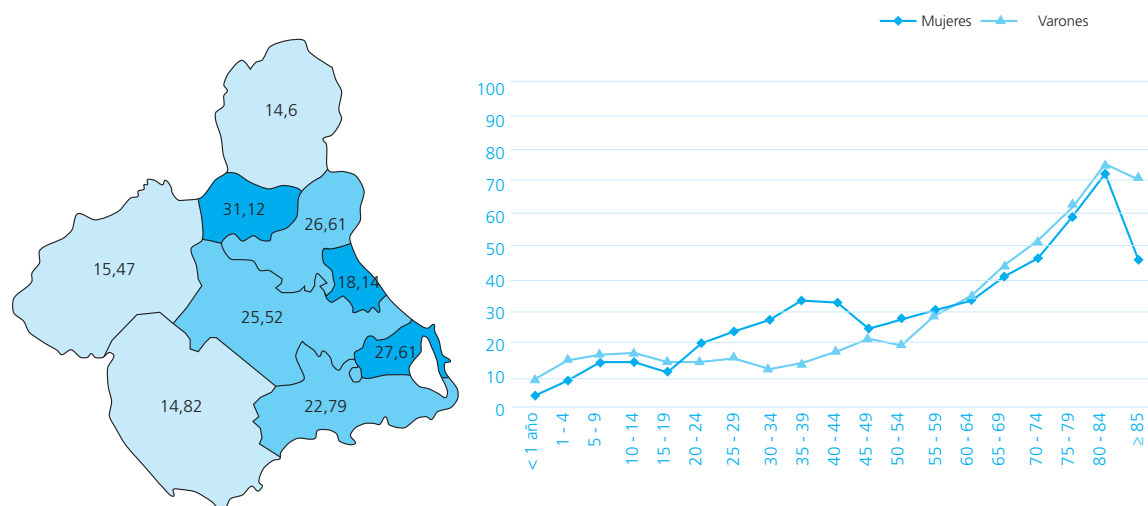 Mujeres
Varones
14,6
31,12
26,61
15,47
18,14
25,52
27,61
14,82
22,79
100
90
80
70
60
50
40
30
20
10
0
< 1 año
1 - 4
5 - 9
10 - 14
15 - 19
20 - 24
25 - 29
30 - 34
35 - 39
40 - 44
45 - 49
50 - 54
55 - 59
60 - 64
65 - 69
70 - 74
75 - 79
80 - 84
≥ 85